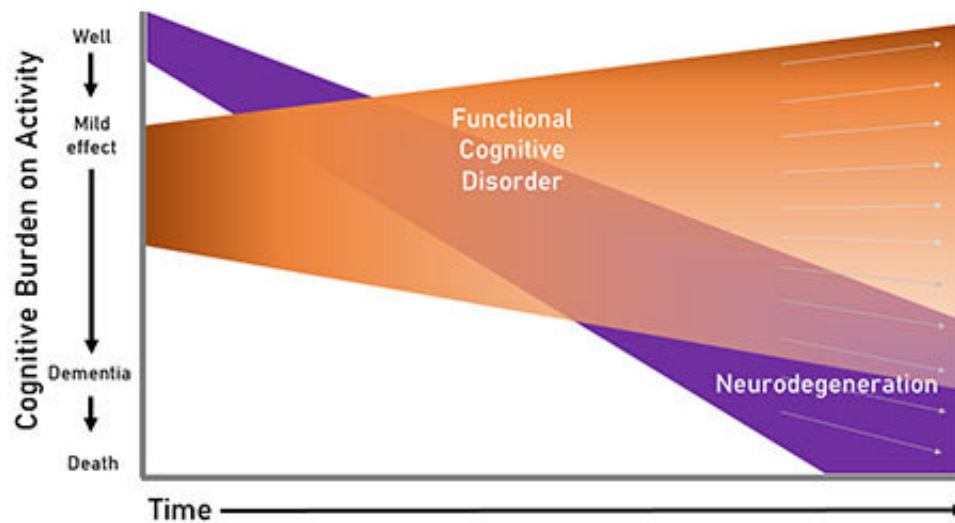 Cognitive Burden on Activity
Well
Mild
effect
Dementia
Death
Functional
Cognitive
Disorder
Neurodegeneration
Time